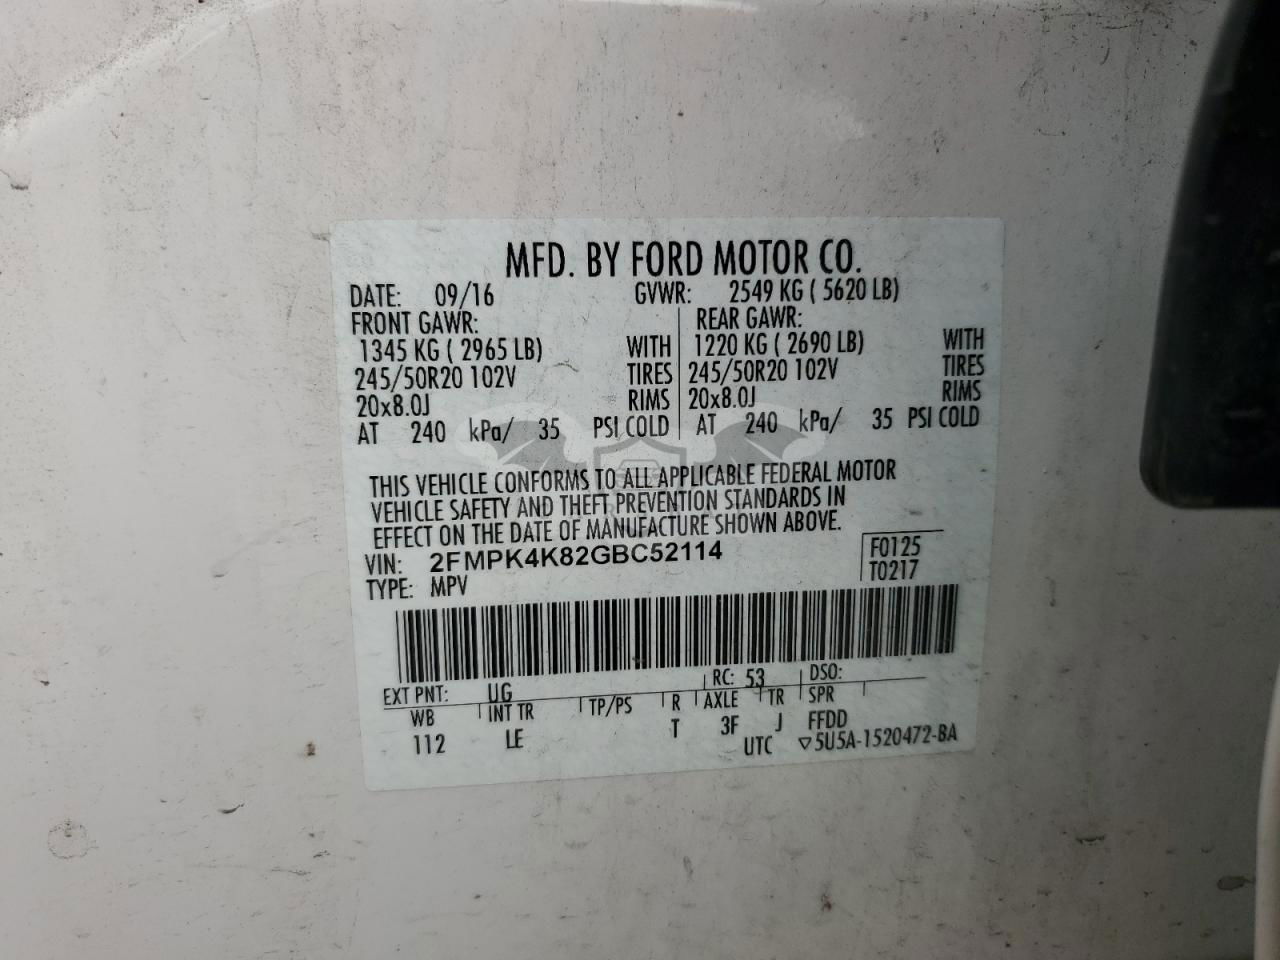 MFD. BY FORD MOTOR CO.
DATE: 09/16 GVWR: 2549 KG ( 5620 LB)
FRONT GAWR: REAR GAWR:
1345 KG ( 2965 LB) WITH 1220 KG ( 2690 LB) WITH
245/50R20 102V TIRES 245/50R20 102V TIRES
20x8.0J RIMS 20x8.0J RIMS
AT 240 kPa/ 35 PSI COLD AT 240 kPa/ 35 PSI COLD
THIS VEHICLE CONFORMS TO ALL APPLICABLE FEDERAL MOTOR
VEHICLE SAFETY AND THEFT PREVENTION STANDARDS IN
EFFECT ON THE DATE OF MANUFACTURE SHOWN ABOVE.
VIN: 2FMPK4K82GBC52114 F0125
TYPE: MPV T0217
EXT PNT: UG RC: 53 DSO:
WB INT TR TP/PS R AXLE TR SPR
112 LE T 3F J FFDD
UTC ▽5U5A-1520472-BA